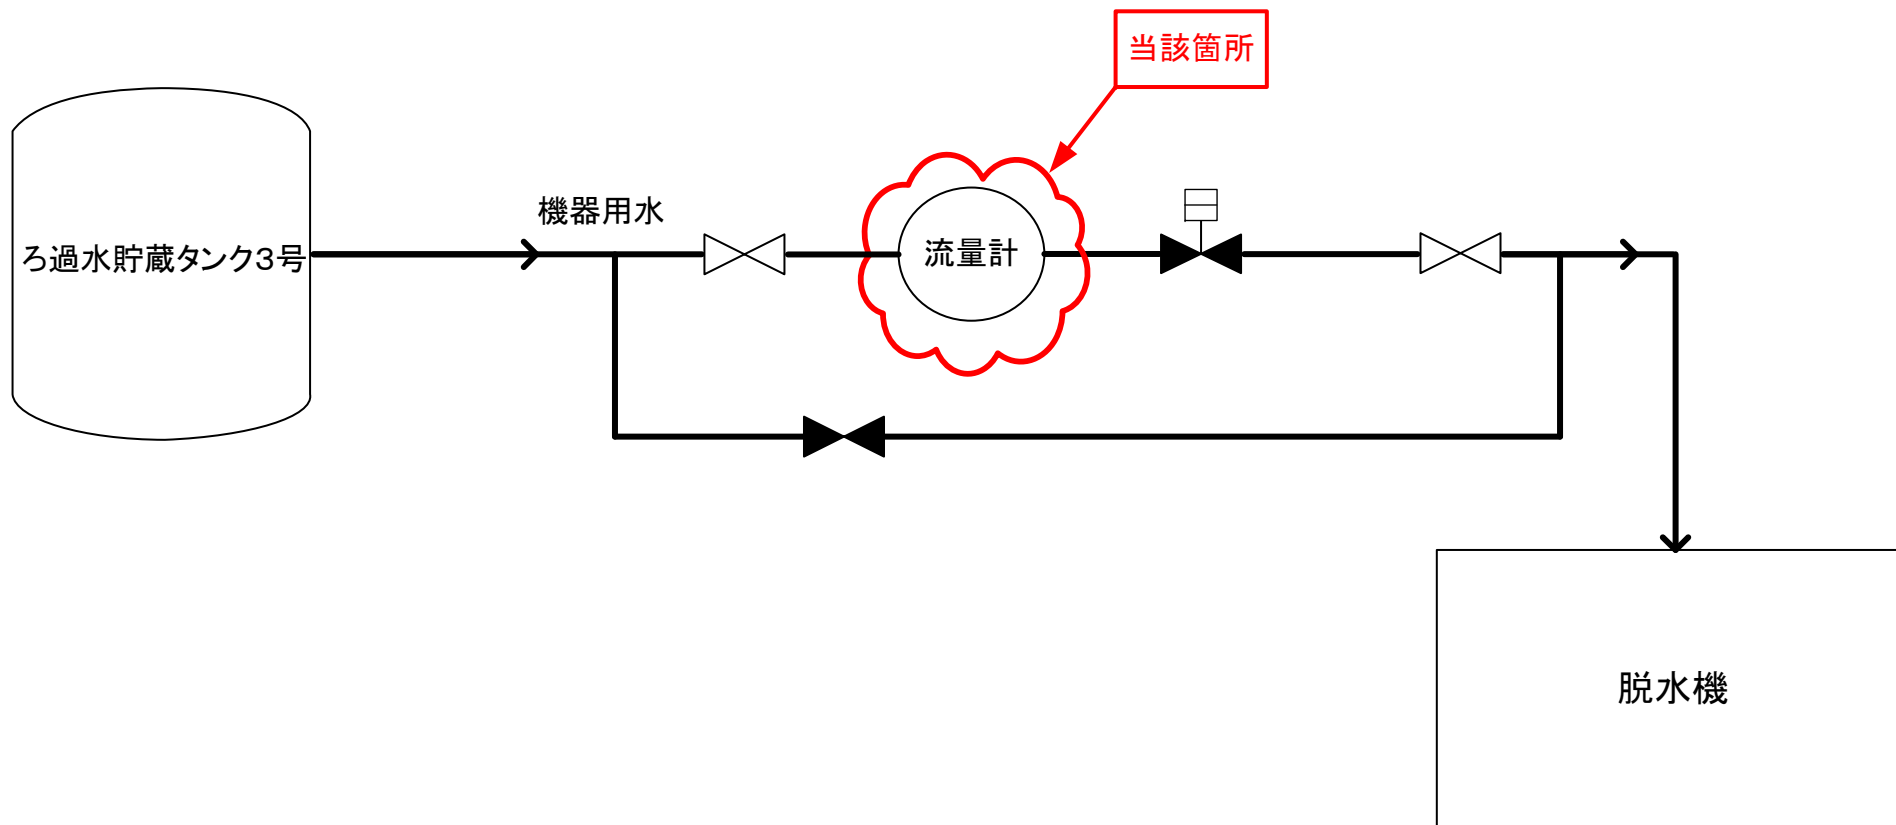 当該箇所
機器用水
ろ過水貯蔵タンク3号
流量計
脱水機